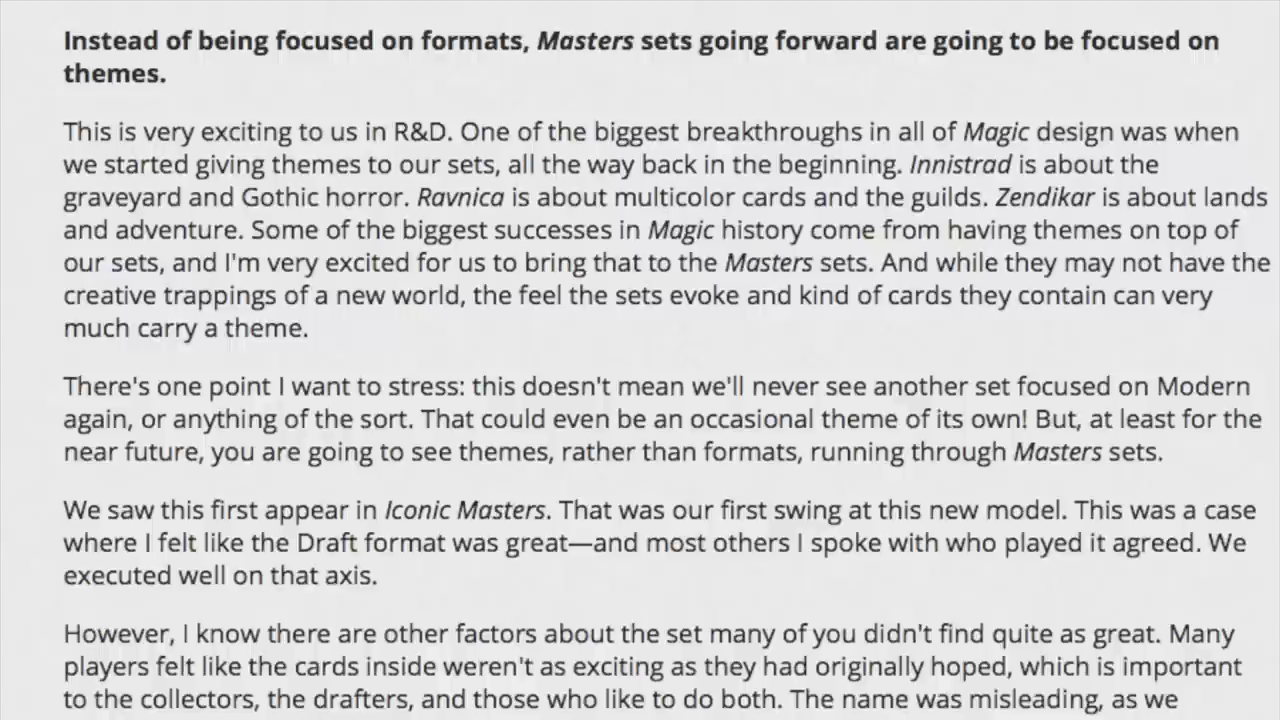 Instead of being focused on formats, Masters sets going forward are going to be focused on
themes.
This is very exciting to us in R&D. One of the biggest breakthroughs in all of Magic design was when
we started giving themes to our sets, all the way back in the beginning. Innistrad is about the
graveyard and Gothic horror. Ravnica is about multicolor cards and the guilds. Zendikar is about lands
and adventure. Some of the biggest successes in Magic history come from having themes on top of
our sets, and I'm very excited for us to bring that to the Masters sets. And while they may not have the
creative trappings of a new world, the feel the sets evoke and kind of cards they contain can very
much carry a theme.
There's one point I want to stress: this doesn't mean we'll never see another set focused on Modern
again, or anything of the sort. That could even be an occasional theme of its own! But, at least for the
near future, you are going to see themes, rather than formats, running through Masters sets.
We saw this first appear in Iconic Masters. That was our first swing at this new model. This was a case
where I felt like the Draft format was great—and most others I spoke with who played it agreed. We
executed well on that axis.
However, I know there are other factors about the set many of you didn't find quite as great. Many
players felt like the cards inside weren't as exciting as they had originally hoped, which is important
to the collectors, the drafters, and those who like to do both. The name was misleading, as we